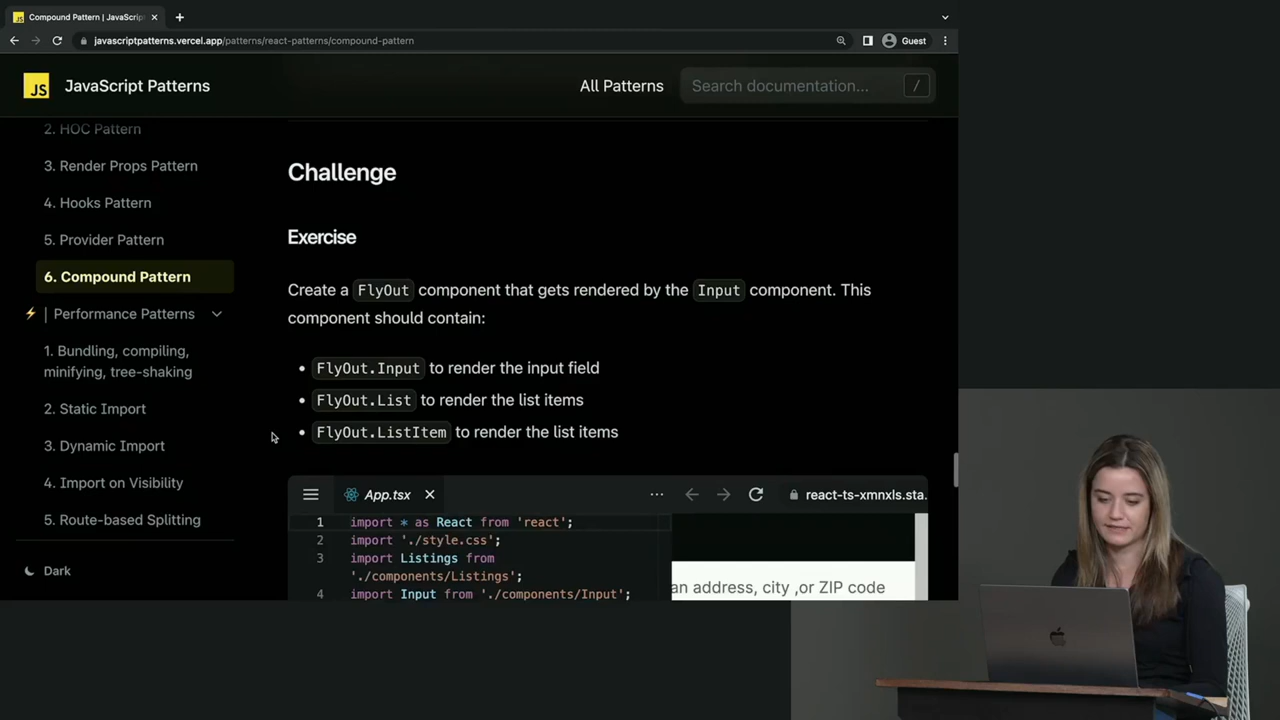 Compound Pattern | JavaScri
javascriptpatterns.vercel.app/patterns/react-patterns/compound-pattern
Guest
JS
JavaScript Patterns
All Patterns
Search documentation...
/
2. HOC Pattern
3. Render Props Pattern
4. Hooks Pattern
5. Provider Pattern
6. Compound Pattern
Performance Patterns
1. Bundling, compiling,
minifying, tree-shaking
2. Static Import
3. Dynamic Import
4. Import on Visibility
5. Route-based Splitting
Dark
Challenge
Exercise
Create a FlyOut component that gets rendered by the Input component. This
component should contain:
• FlyOut.Input to render the input field
• FlyOut.List to render the list items
• FlyOut.ListItem to render the list items
App.tsx
react-ts-xmnxls.sta.
1 import * as React from 'react';
2 import './style.css';
3 import Listings from
'./components/Listings';
4 import Input from './components/Input';
an address, city ,or ZIP code